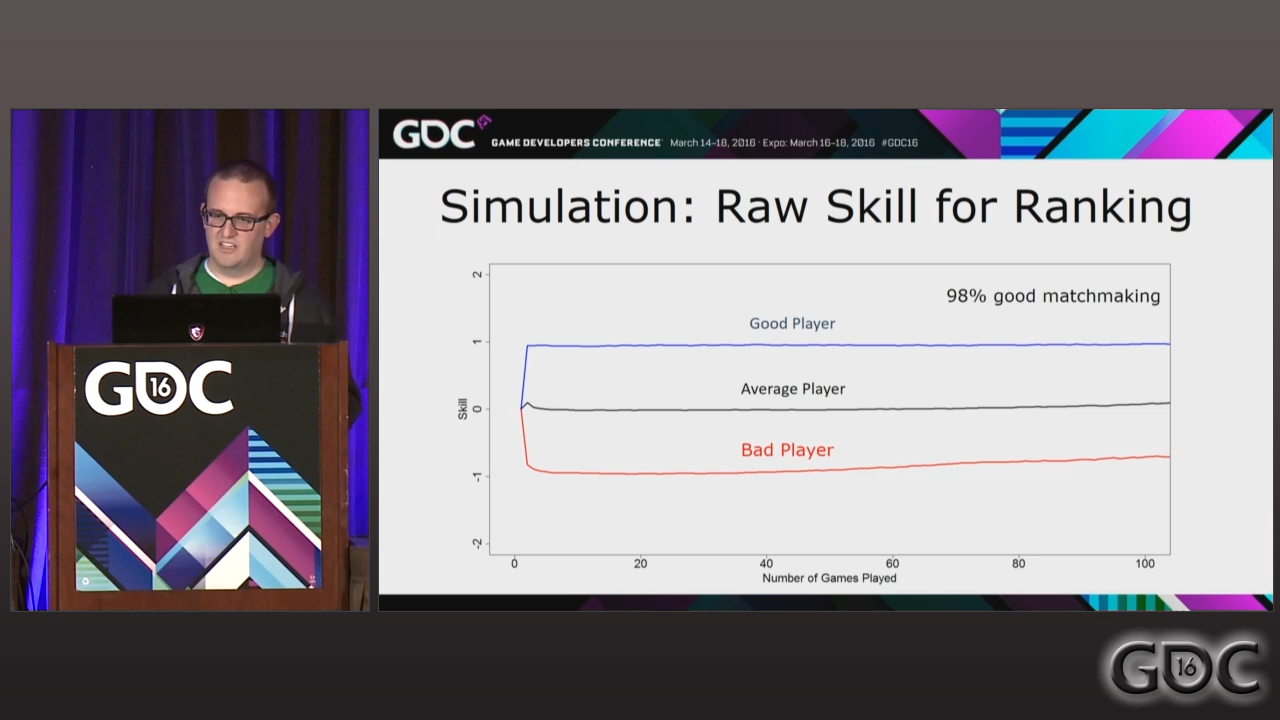 GDC
GAME DEVELOPERS CONFERENCE March 14-18, 2016 · Expo: March 16-18, 2016 #GDC16
Simulation: Raw Skill for Ranking
98% good matchmaking
Good Player
Average Player
Bad Player
Skill
2
1
0
-1
-2
0 20 40 60 80 100
Number of Games Played
GDC 16
GDC 16